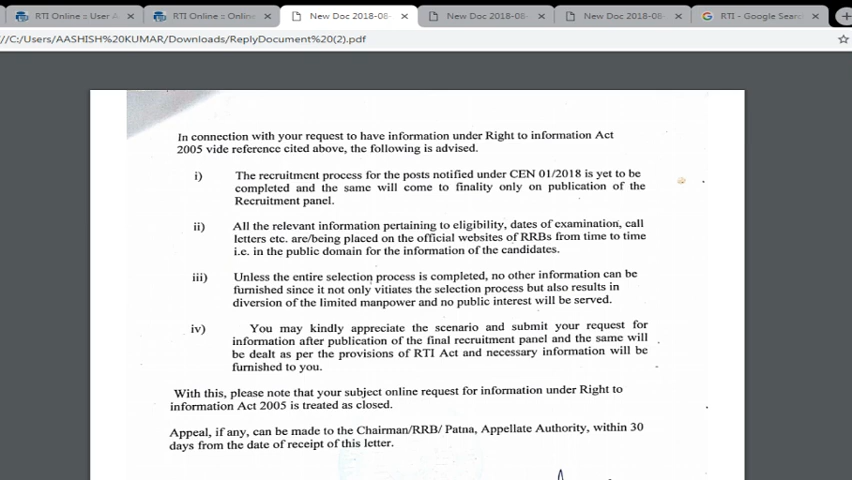 RTI Online :: User A
RTI Online :: Online
New Doc 2018-08-
New Doc 2018-08-
New Doc 2018-08-
RTI - Google Searc
//C:/Users/AASHISH%20KUMAR/Downloads/ReplyDocument%20(2).pdf
In connection with your request to have information under Right to information Act
2005 vide reference cited above, the following is advised.
i) The recruitment process for the posts notified under CEN 01/2018 is yet to be
completed and the same will come to finality only on publication of the
Recruitment panel.
ii) All the relevant information pertaining to eligibility, dates of examination, call
letters etc. are/being placed on the official websites of RRBs from time to time
i.e. in the public domain for the information of the candidates.
iii) Unless the entire selection process is completed, no other information can be
furnished since it not only vitiates the selection process but also results in
diversion of the limited manpower and no public interest will be served.
iv) You may kindly appreciate the scenario and submit your request for
information after publication of the final recruitment panel and the same will
be dealt as per the provisions of RTI Act and necessary information will be
furnished to you.
With this, please note that your subject online request for information under Right to
information Act 2005 is treated as closed.
Appeal, if any, can be made to the Chairman/RRB/ Patna, Appellate Authority, within 30
days from the date of receipt of this letter.